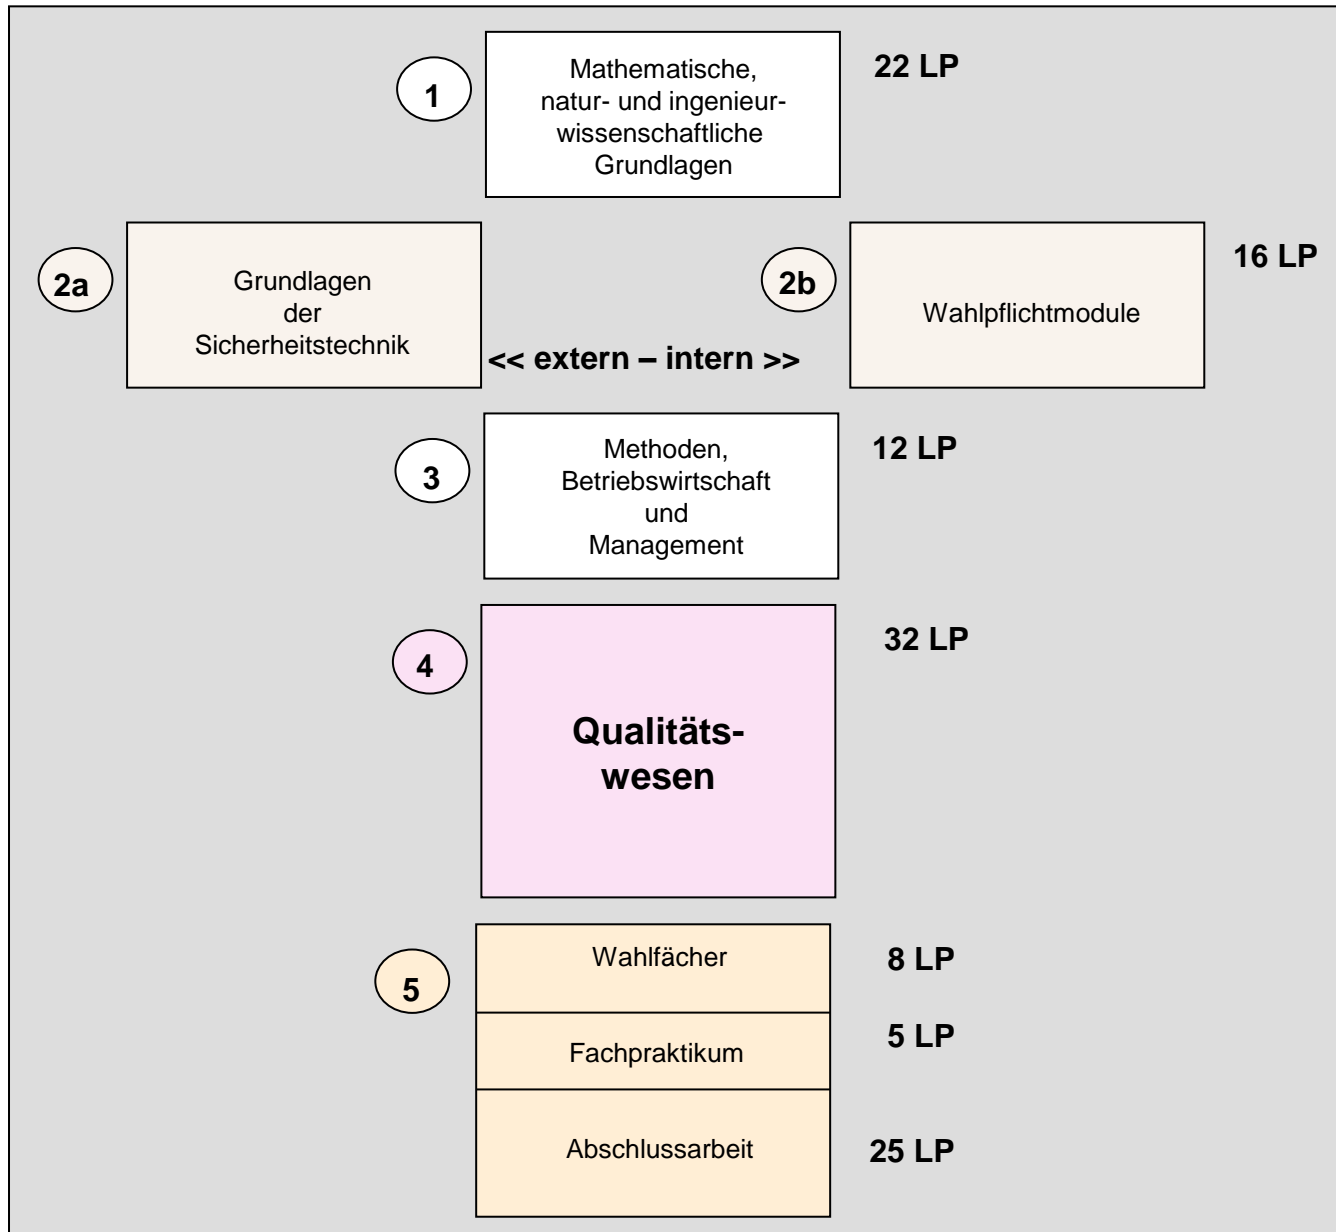 1
Mathematische,
natur- und ingenieur-
wissenschaftliche
Grundlagen
22 LP
2a
Grundlagen
der
Sicherheitstechnik
<< extern – intern >>
2b
Wahlpflichtmodule
16 LP
3
Methoden,
Betriebswirtschaft
und
Management
12 LP
4
Qualitäts-
wesen
32 LP
5
Wahlfächer
8 LP
Fachpraktikum
5 LP
Abschlussarbeit
25 LP